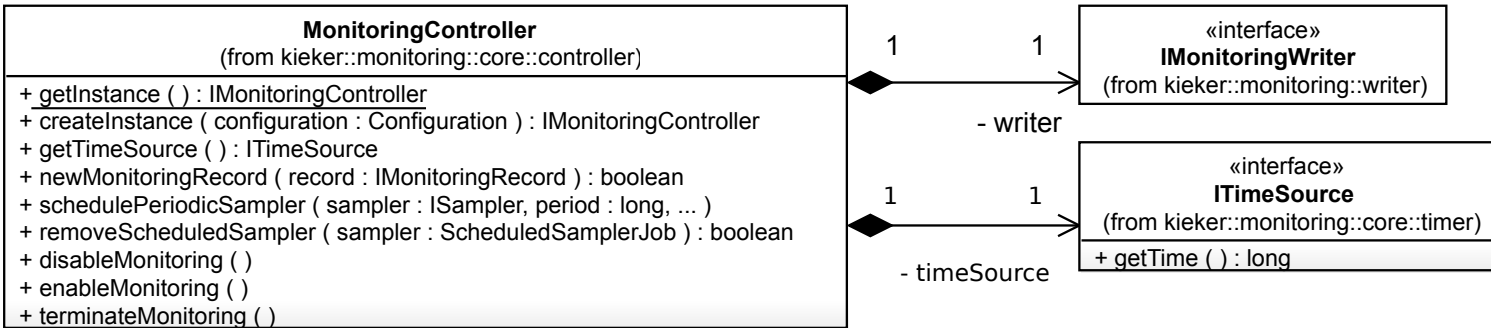 MonitoringController
(from kieker::monitoring::core::controller)
+ getInstance ( ) : IMonitoringController
+ createInstance ( configuration : Configuration ) : IMonitoringController
+ getTimeSource ( ) : ITimeSource
+ newMonitoringRecord ( record : IMonitoringRecord ) : boolean
+ schedulePeriodicSampler ( sampler : ISampler, period : long, ... )
+ removeScheduledSampler ( sampler : ScheduledSamplerJob ) : boolean
+ disableMonitoring ( )
+ enableMonitoring ( )
+ terminateMonitoring ( )
1 1
- writer
«interface»
IMonitoringWriter
(from kieker::monitoring::writer)
1 1
- timeSource
«interface»
ITimeSource
(from kieker::monitoring::core::timer)
+ getTime ( ) : long